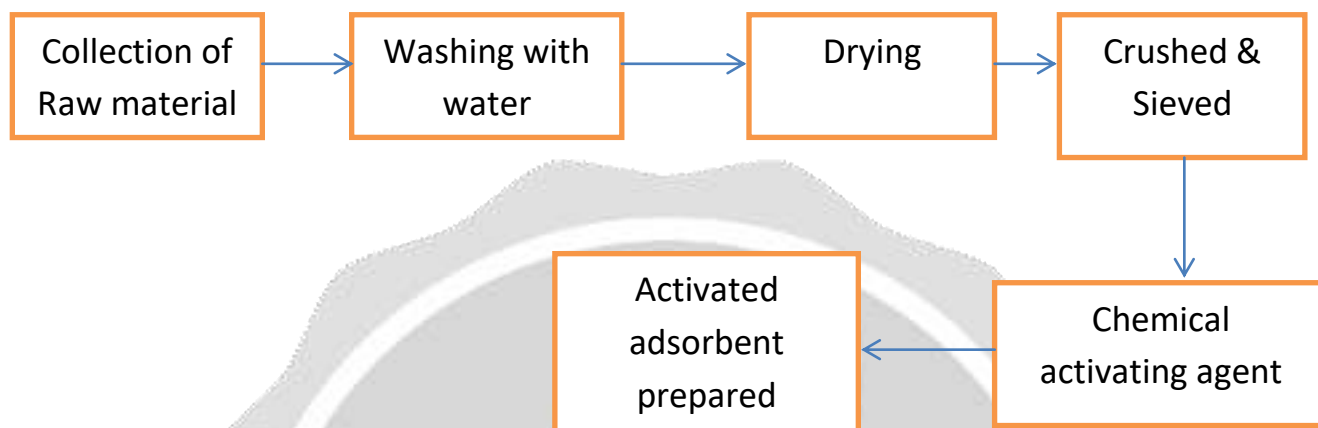 Collection of
Raw material
Washing with
water
Drying
Crushed &
Sieved
Chemical
activating agent
Activated
adsorbent
prepared